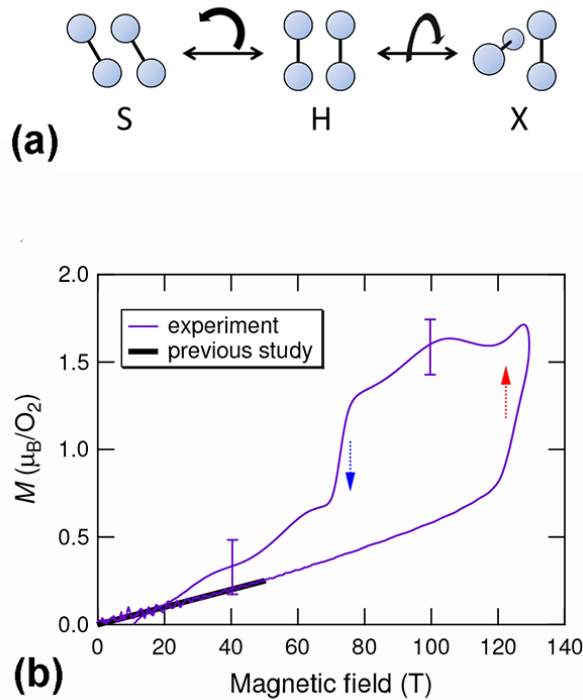 S H X
(a)
2.0
experiment
previous study
1.5
1.0
0.5
0.0
M (μB/O2)
0 20 40 60 80 100 120 140
Magnetic field (T)
(b)